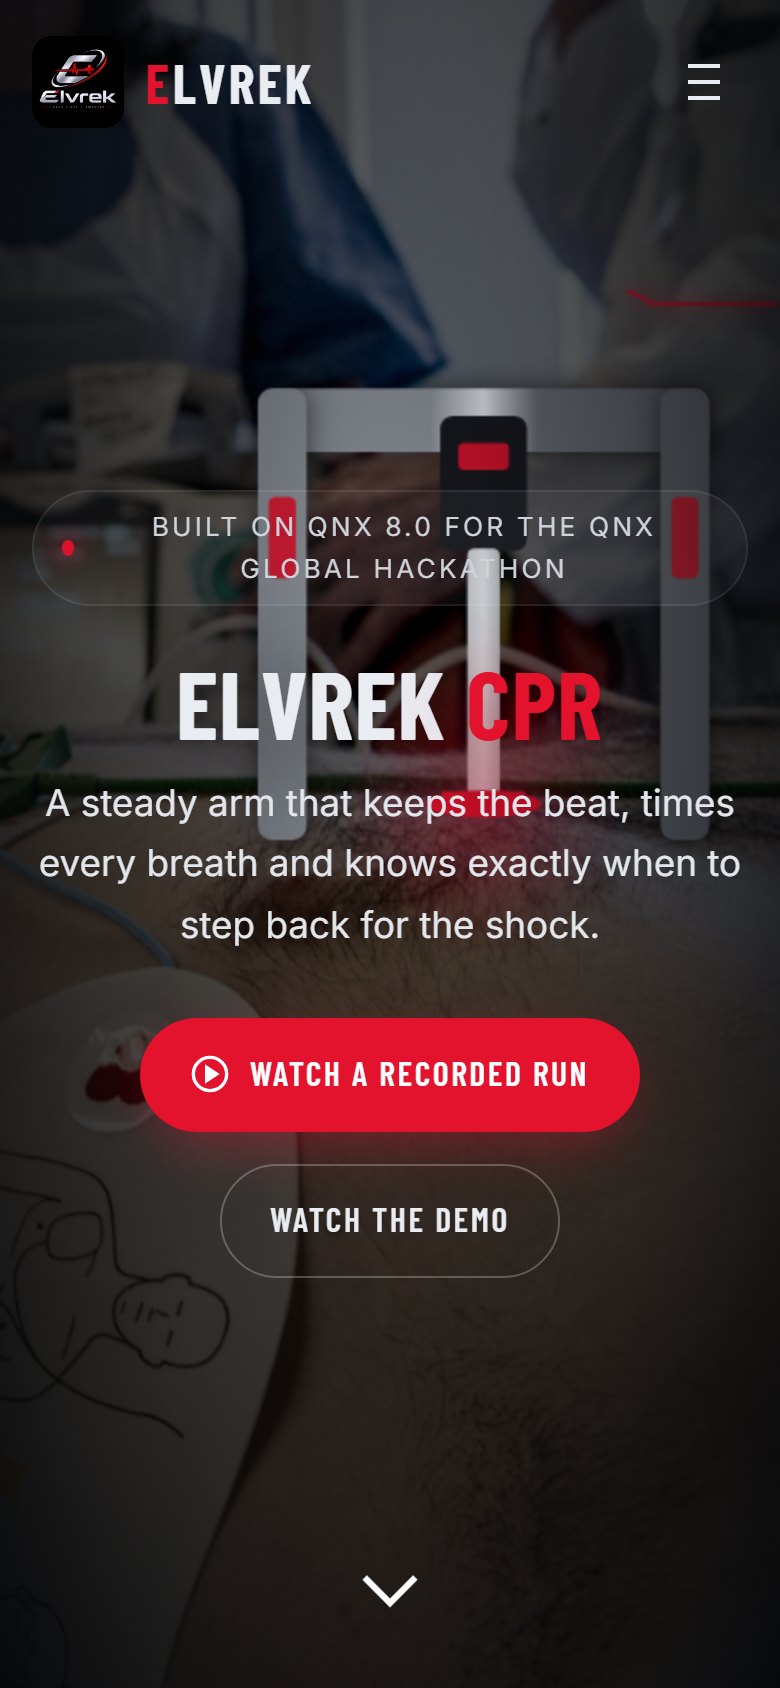 Elvrek
ELVREK
BUILT ON QNX 8.0 FOR THE QNX
GLOBAL HACKATHON
ELVREK CPR
A steady arm that keeps the beat, times
every breath and knows exactly when to
step back for the shock.
WATCH A RECORDED RUN
WATCH THE DEMO